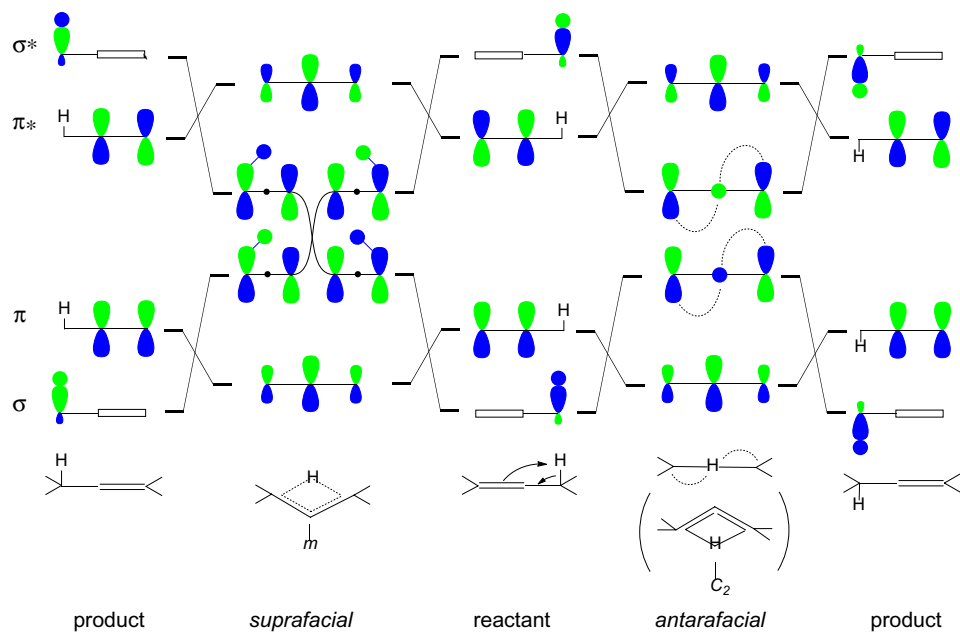 σ*
π*
H
H
π
H
H
σ
H
H
H
H
H
H
H
m
C₂
H
product
suprafacial
reactant
antarafacial
product